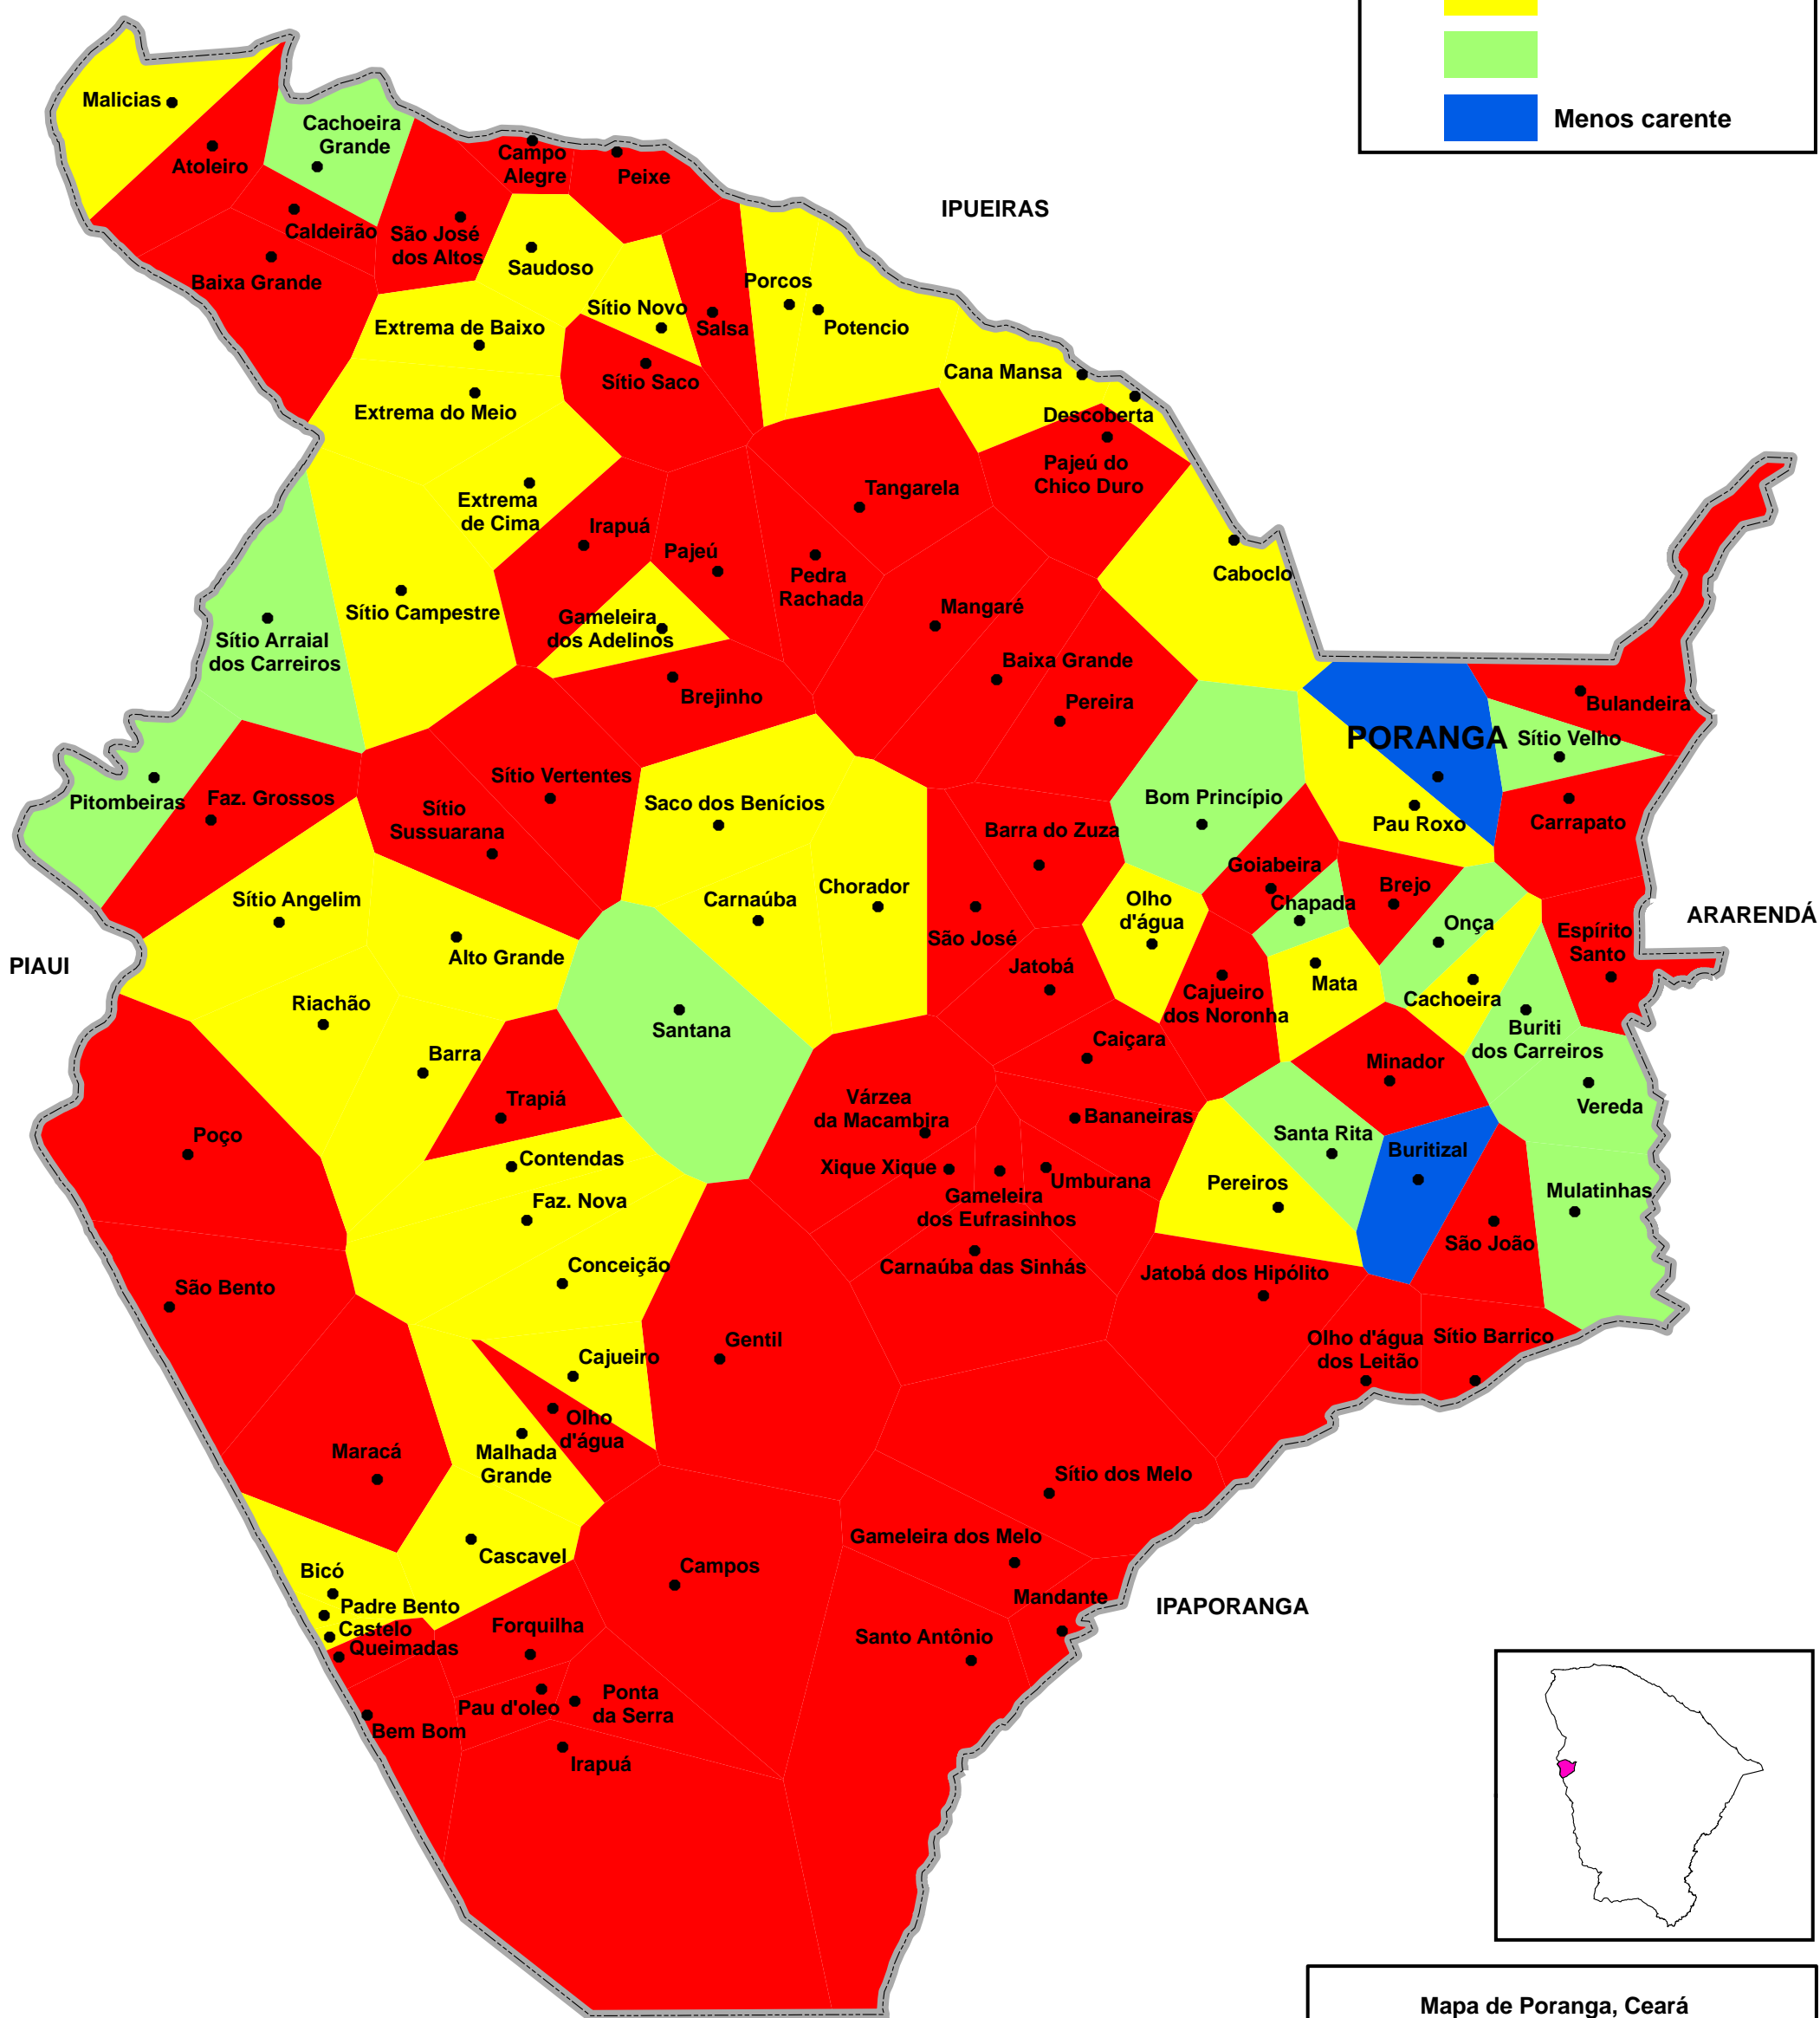 Menos carente
Malicias
Cachoeira
Grande
Atoleiro
Campo
Alegre
Peixe
IPUEIRAS
Caldeirão
São José
dos Altos
Baixa Grande
Saudoso
Porcos
Sítio Novo
Salsa
Potencio
Extrema de Baixo
Sítio Saco
Cana Mansa
Extrema do Meio
Descoberta
Pajeú do
Chico Duro
Tangarela
Extrema
de Cima
Irapuá
Pajeú
Pedra
Rachada
Caboclo
Sítio Campestre
Gameleira
dos Adelinos
Mangaré
Sítio Arraial
dos Carreiros
Baixa Grande
Brejinho
Pereira
Bulandeira
PORANGA
Sítio Velho
Sítio Vertentes
Pitombeiras
Faz. Grossos
Saco dos Benícios
Bom Princípio
Sítio
Sussuarana
Barra do Zuza
Pau Roxo
Carrapato
Goiabeira
Chorador
Brejo
Sítio Angelim
Carnaúba
Olho
d'água
Chapada
Onça
ARARENDÁ
São José
Espírito
Santo
Alto Grande
PIAUI
Jatobá
Mata
Cajueiro
dos Noronha
Cachoeira
Riachão
Santana
Buriti
dos Carreiros
Caiçara
Barra
Minador
Trapiá
Várzea
da Macambira
Vereda
Bananeiras
Poço
Santa Rita
Buritizal
Contendas
Xique Xique
Umburana
Pereiros
Mulatinhas
Faz. Nova
Gameleira
dos Eufrasinhos
São João
Conceição
Carnaúba das Sinhás
Jatobá dos Hipólito
São Bento
Gentil
Olho d'água
dos Leitão
Sítio Barrico
Cajueiro
Olho
d'água
Maracá
Malhada
Grande
Sítio dos Melo
Gameleira dos Melo
Cascavel
Campos
Bicó
Mandante
IPAPORANGA
Padre Bento
Castelo
Queimadas
Forquilha
Santo Antônio
Pau d'oleo
Ponta
da Serra
Bem Bom
Irapuá
Mapa de Poranga, Ceará